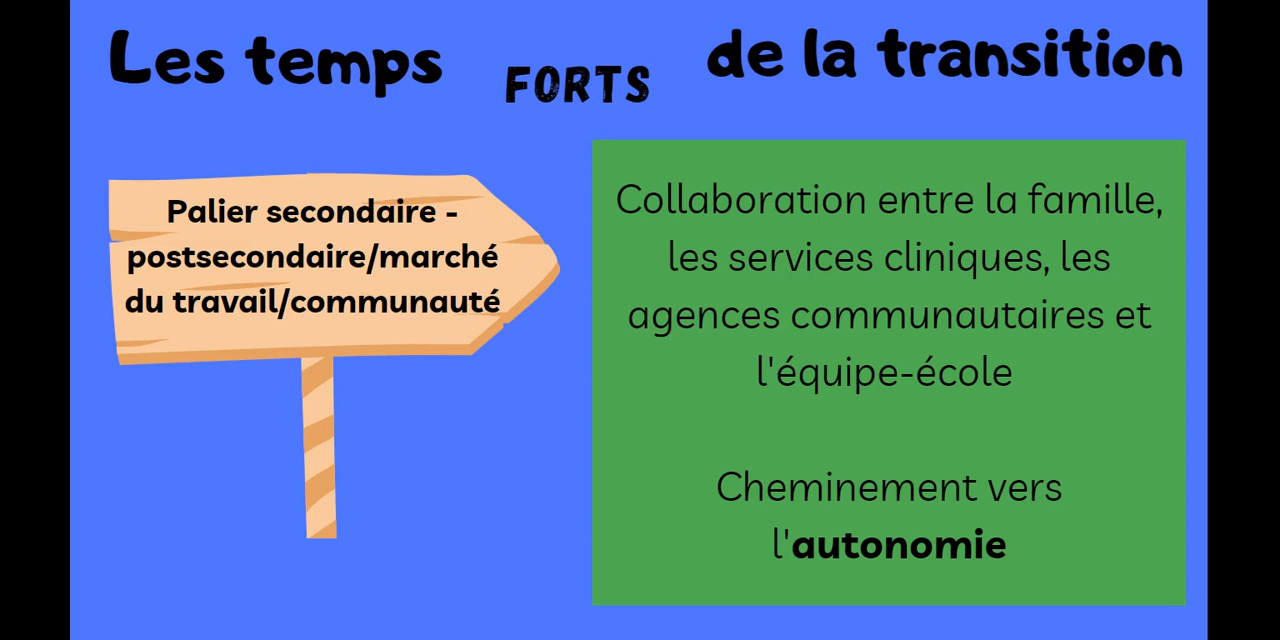 Les temps FORTS de la transition
Palier secondaire -
postsecondaire/marché
du travail/communauté
Collaboration entre la famille,
les services cliniques, les
agences communautaires et
l'équipe-école
Cheminement vers
l'autonomie